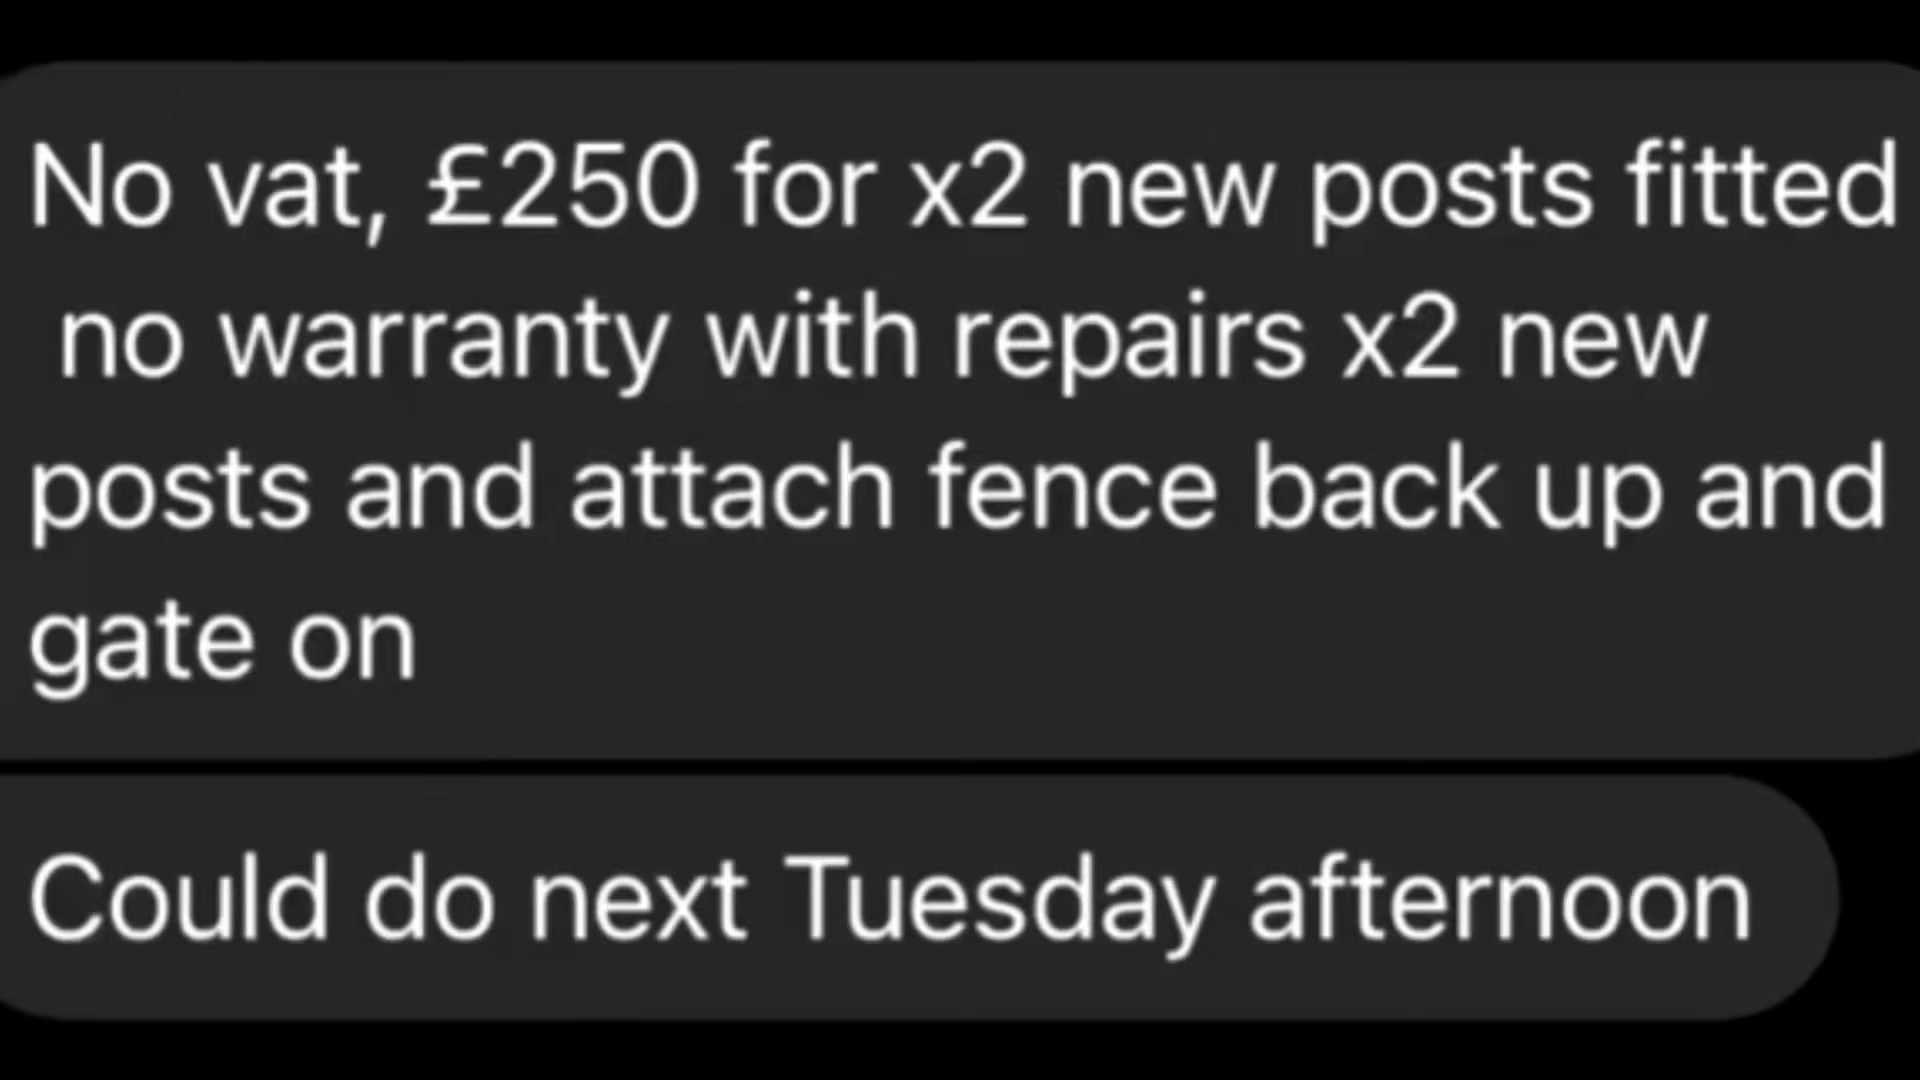 No vat, £250 for x2 new posts fitted
no warranty with repairs x2 new
posts and attach fence back up and
gate on
Could do next Tuesday afternoon